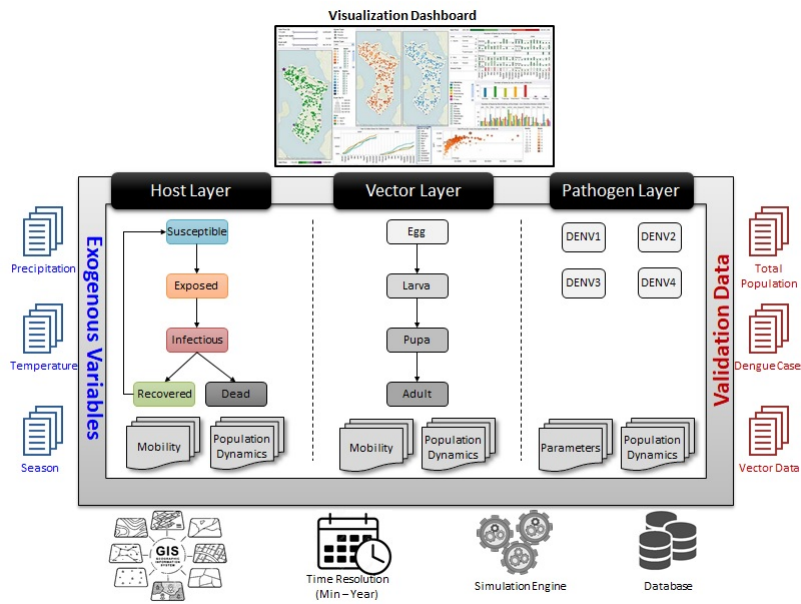 Visualization Dashboard
Host Layer
Vector Layer
Pathogen Layer
Exogenous Variables
Validation Data
Precipitation
Temperature
Season
Susceptible
Exposed
Infectious
Recovered
Dead
Mobility
Population
Dynamics
Egg
Larva
Pupa
Adult
Mobility
Population
Dynamics
DENV1
DENV2
DENV3
DENV4
Parameters
Population
Dynamics
Total
Population
Dengue Case
Vector Data
GIS
GEOGRAPHIC
INFORMATION
SYSTEM
Time Resolution
(Min – Year)
Simulation Engine
Database